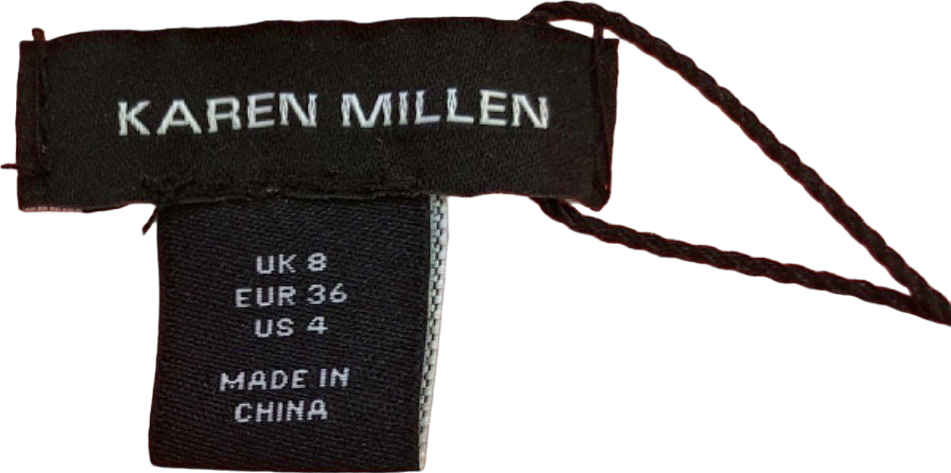 KAREN MILLEN
UK 8
EUR 36
US 4
MADE IN
CHINA